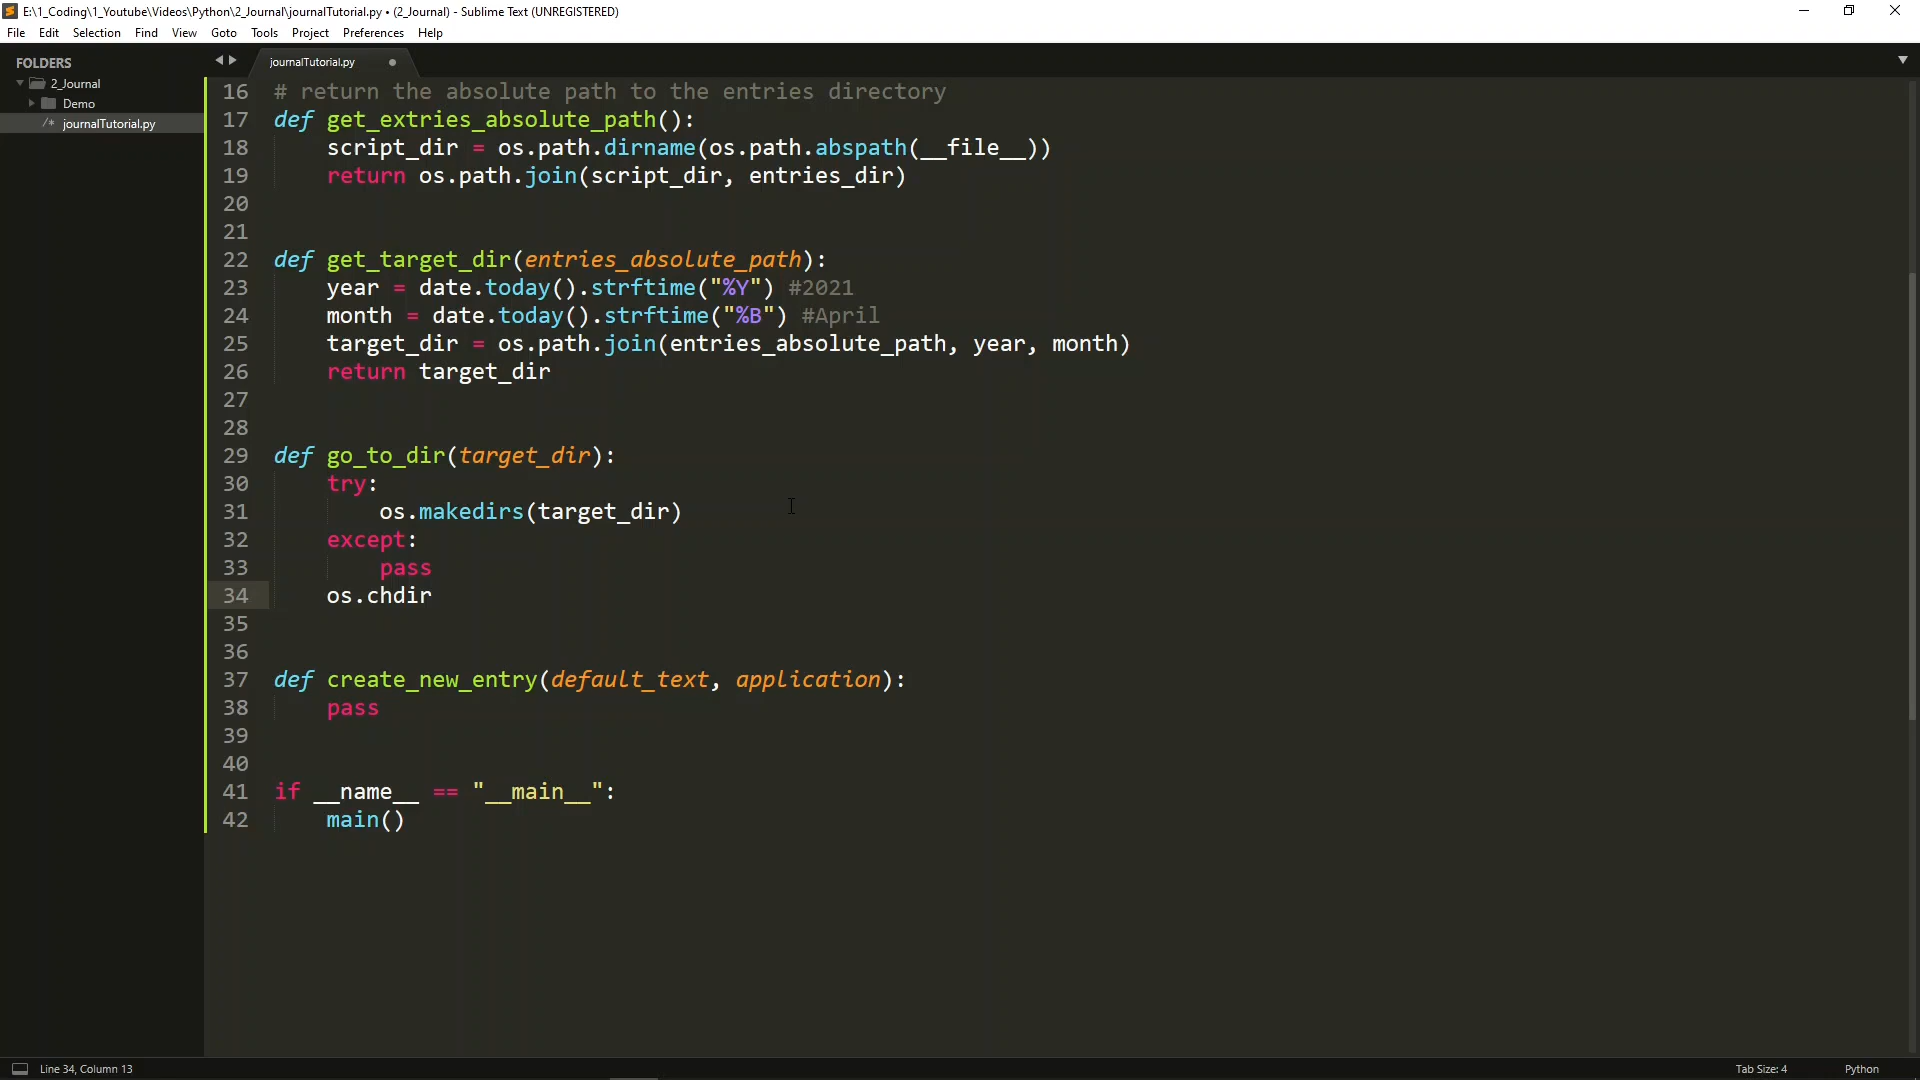 E:\1_Coding\1_Youtube\Videos\Python\2_Journal\journalTutorial.py • (2_Journal) - Sublime Text (UNREGISTERED)
File Edit Selection Find View Goto Tools Project Preferences Help
FOLDERS
2_Journal
Demo
/* journalTutorial.py
journalTutorial.py
16 # return the absolute path to the entries directory
17 def get_extries_absolute_path():
18     script_dir = os.path.dirname(os.path.abspath(__file__))
19     return os.path.join(script_dir, entries_dir)
20
21
22 def get_target_dir(entries_absolute_path):
23     year = date.today().strftime("%Y") #2021
24     month = date.today().strftime("%B") #April
25     target_dir = os.path.join(entries_absolute_path, year, month)
26     return target_dir
27
28
29 def go_to_dir(target_dir):
30     try:
31         os.makedirs(target_dir)
32     except:
33         pass
34     os.chdir
35
36
37 def create_new_entry(default_text, application):
38     pass
39
40
41 if __name__ == "__main__":
42     main()
Line 34, Column 13
Tab Size: 4
Python